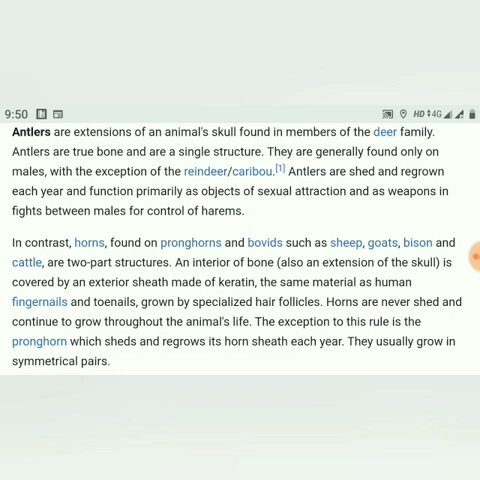 9:50 HD 4G
Antlers are extensions of an animal's skull found in members of the deer family.
Antlers are true bone and are a single structure. They are generally found only on
males, with the exception of the reindeer/caribou.[1] Antlers are shed and regrown
each year and function primarily as objects of sexual attraction and as weapons in
fights between males for control of harems.
In contrast, horns, found on pronghorns and bovids such as sheep, goats, bison and
cattle, are two-part structures. An interior of bone (also an extension of the skull) is
covered by an exterior sheath made of keratin, the same material as human
fingernails and toenails, grown by specialized hair follicles. Horns are never shed and
continue to grow throughout the animal's life. The exception to this rule is the
pronghorn which sheds and regrows its horn sheath each year. They usually grow in
symmetrical pairs.